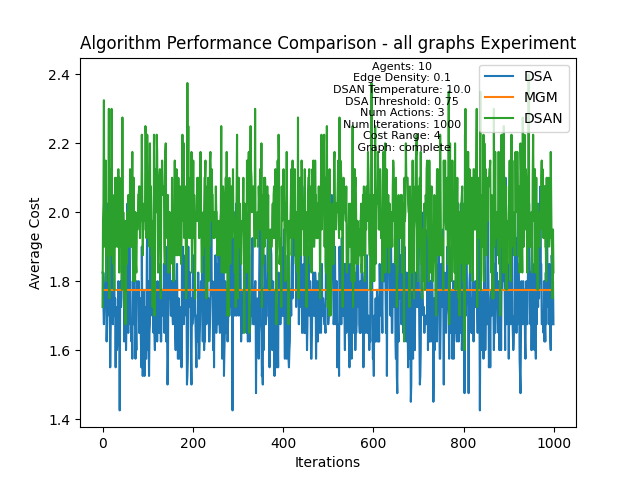 Algorithm Performance Comparison - all graphs Experiment
Agents: 10
Edge Density: 0.1
DSAN Temperature: 10.0
DSA Threshold: 0.75
Num Actions: 3
Num Iterations: 1000
Cost Range: 4
Graph: complete
DSA
MGM
DSAN
Average Cost
2.4
2.2
2.0
1.8
1.6
1.4
0
200
400
600
800
1000
Iterations